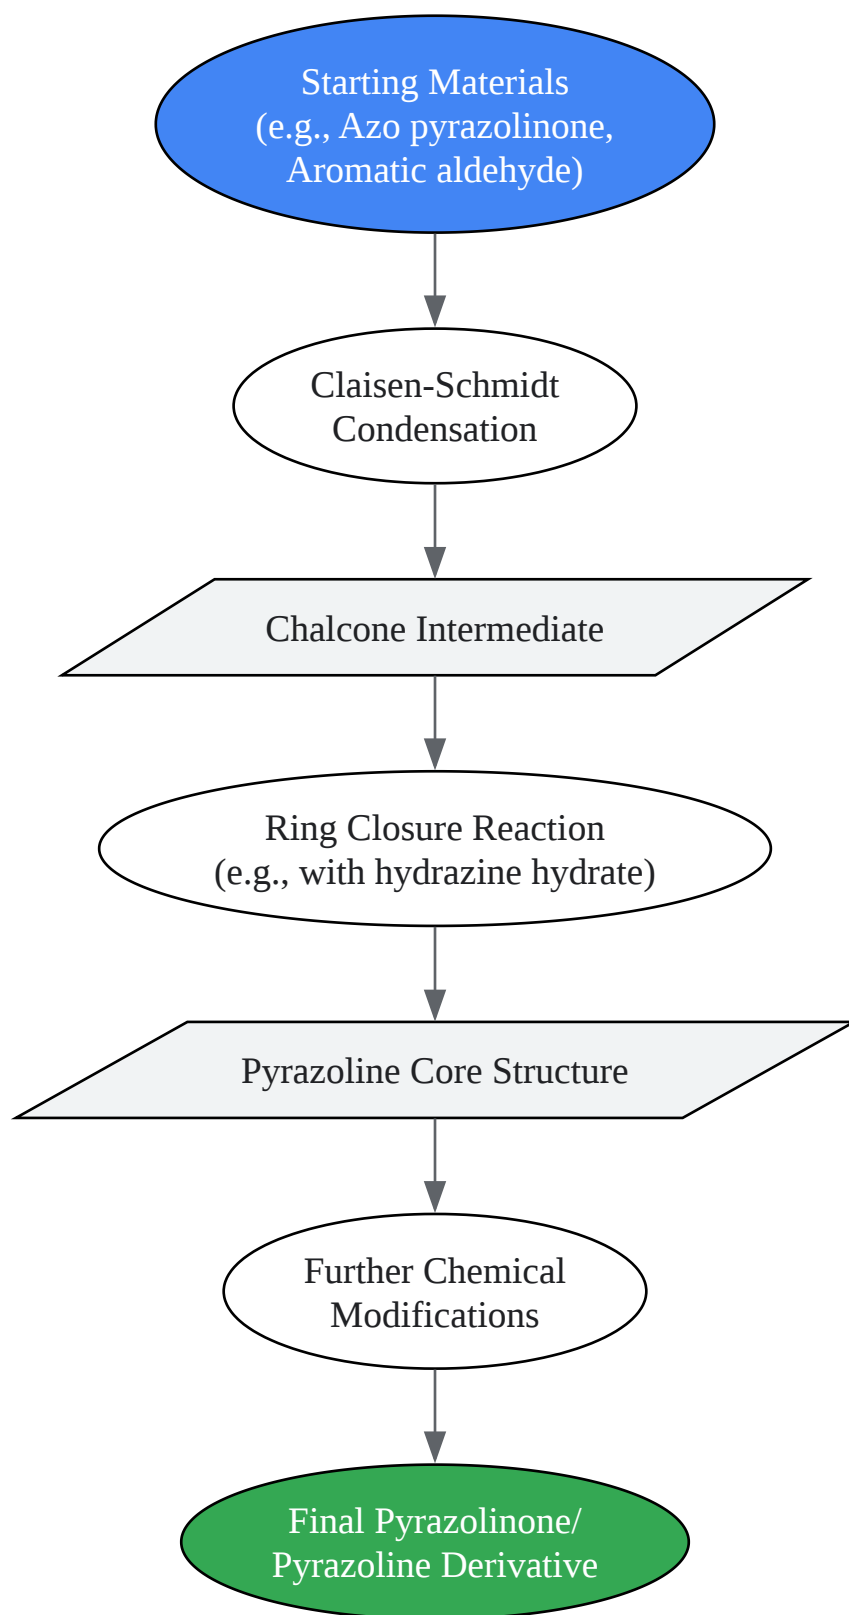 Starting Materials
(e.g., Azo pyrazolinone,
Aromatic aldehyde)
Claisen-Schmidt
Condensation
Chalcone Intermediate
Ring Closure Reaction
(e.g., with hydrazine hydrate)
Pyrazoline Core Structure
Further Chemical
Modifications
Final Pyrazolinone/
Pyrazoline Derivative